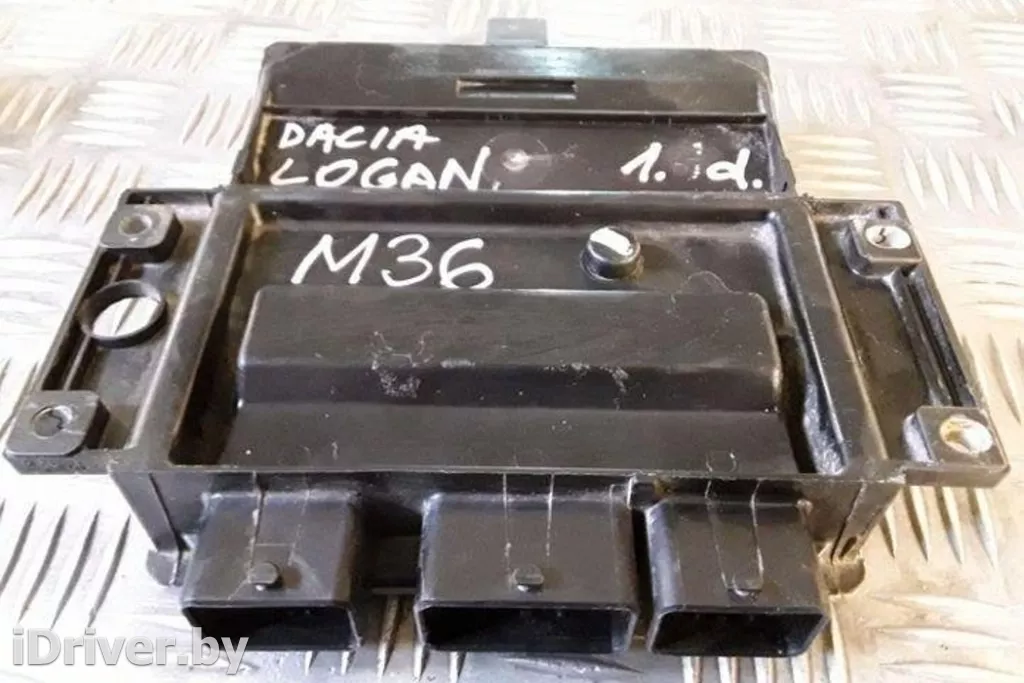 DACIA
LOGAN. 1. d.
M36
iDriver.by